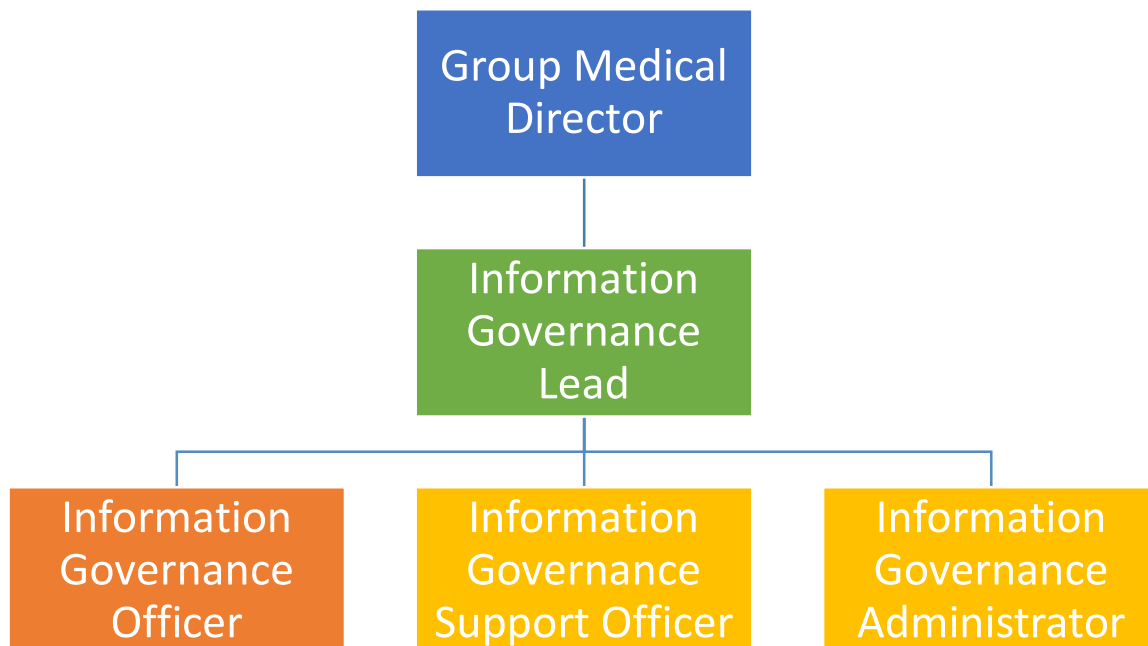 Group Medical
Director
Information
Governance
Lead
Information
Governance
Officer
Information
Governance
Support Officer
Information
Governance
Administrator